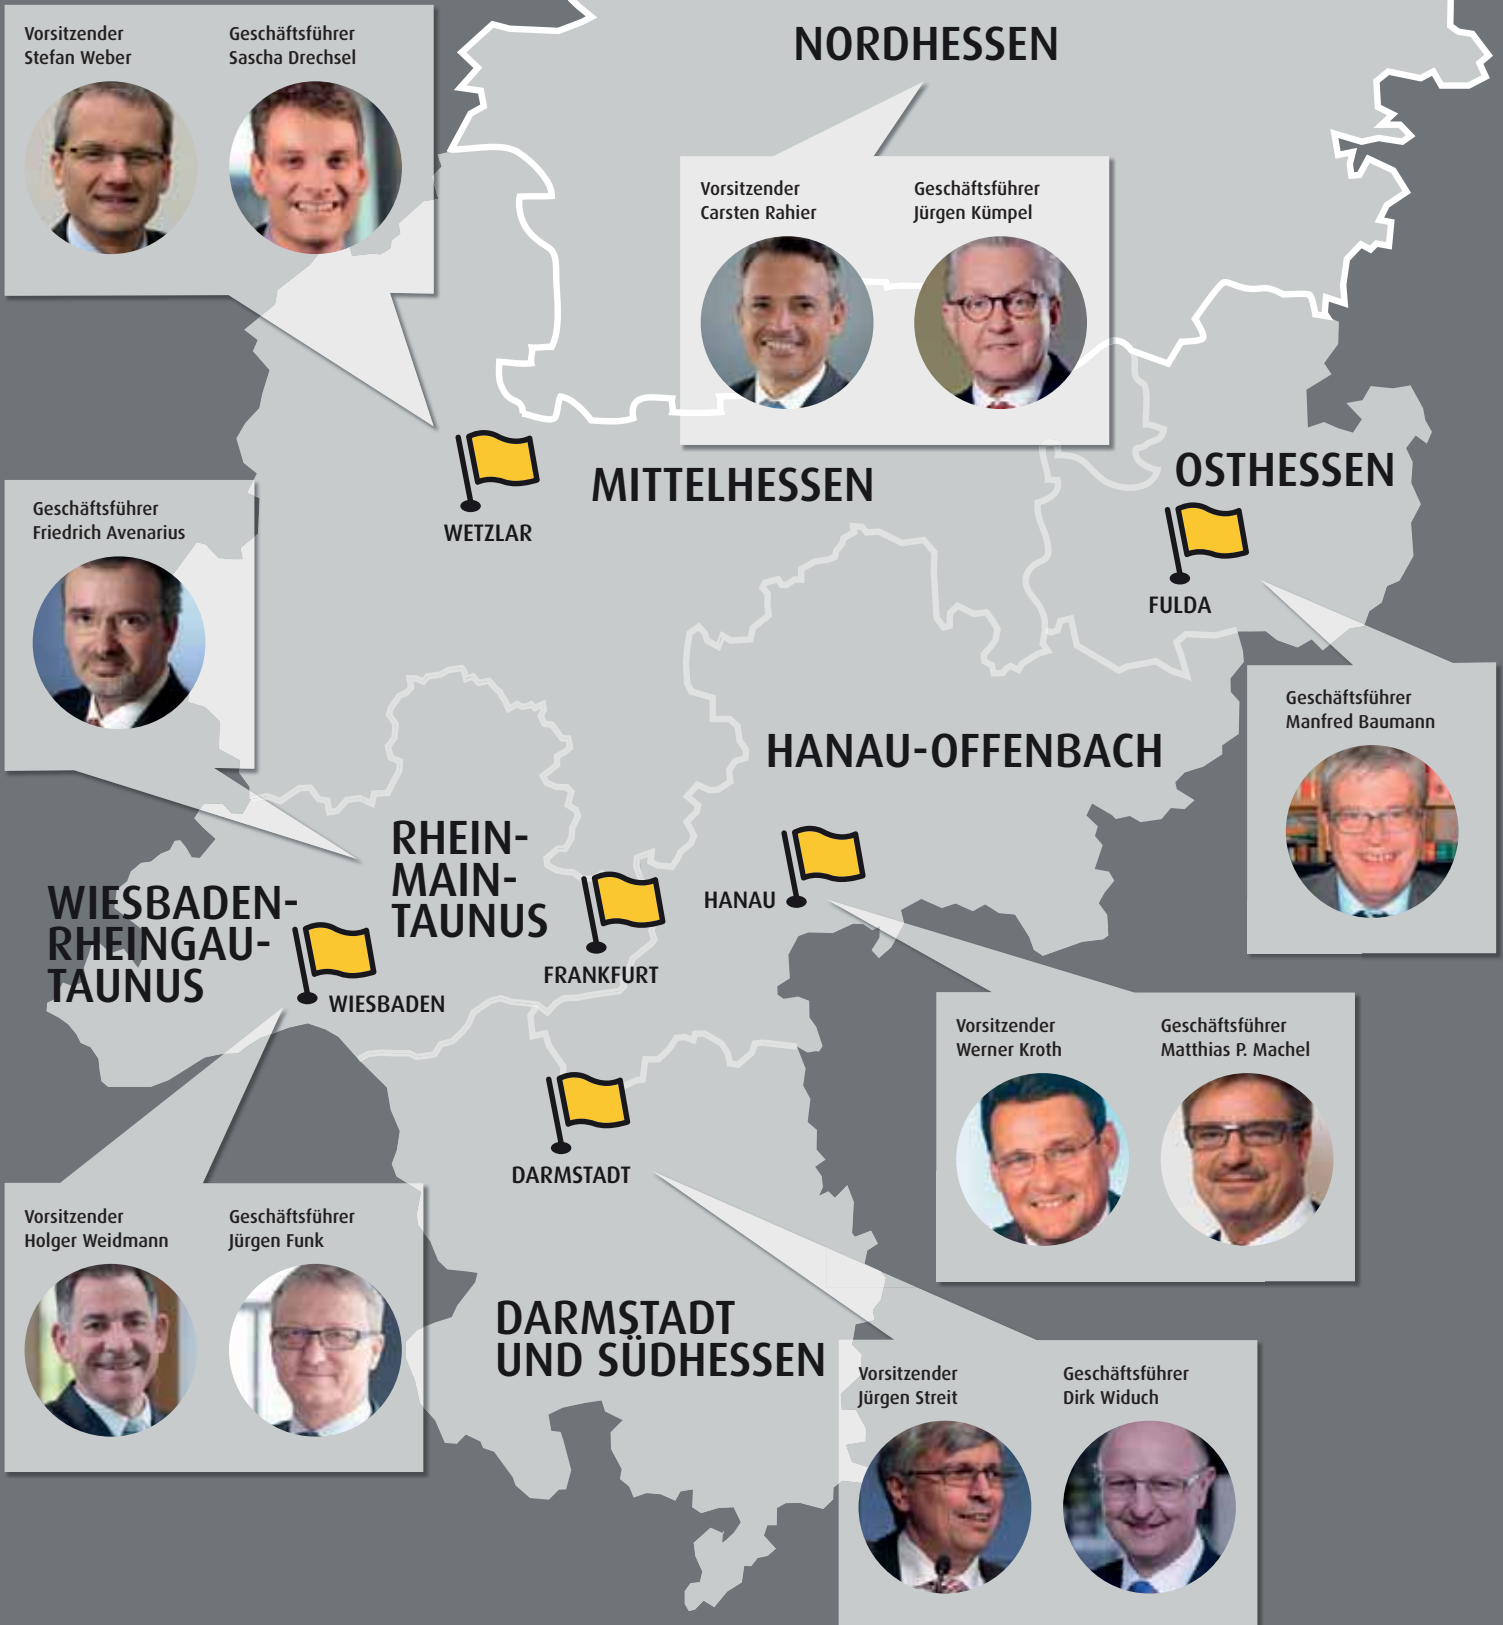 Vorsitzender
Stefan Weber
Geschäftsführer
Sascha Drechsel
NORDHESSEN
Vorsitzender
Carsten Rahier
Geschäftsführer
Jürgen Kümpel
MITTELHESSEN
WETZLAR
OSTHESSEN
FULDA
Geschäftsführer
Friedrich Avenarius
Geschäftsführer
Manfred Baumann
HANAU-OFFENBACH
HANAU
RHEIN-
MAIN-
TAUNUS
FRANKFURT
WIESBADEN-
RHEINGAU-
TAUNUS
WIESBADEN
Vorsitzender
Werner Kroth
Geschäftsführer
Matthias P. Machel
DARMSTADT
Vorsitzender
Holger Weidmann
Geschäftsführer
Jürgen Funk
DARMSTADT
UND SÜDHESSEN
Vorsitzender
Jürgen Streit
Geschäftsführer
Dirk Widuch